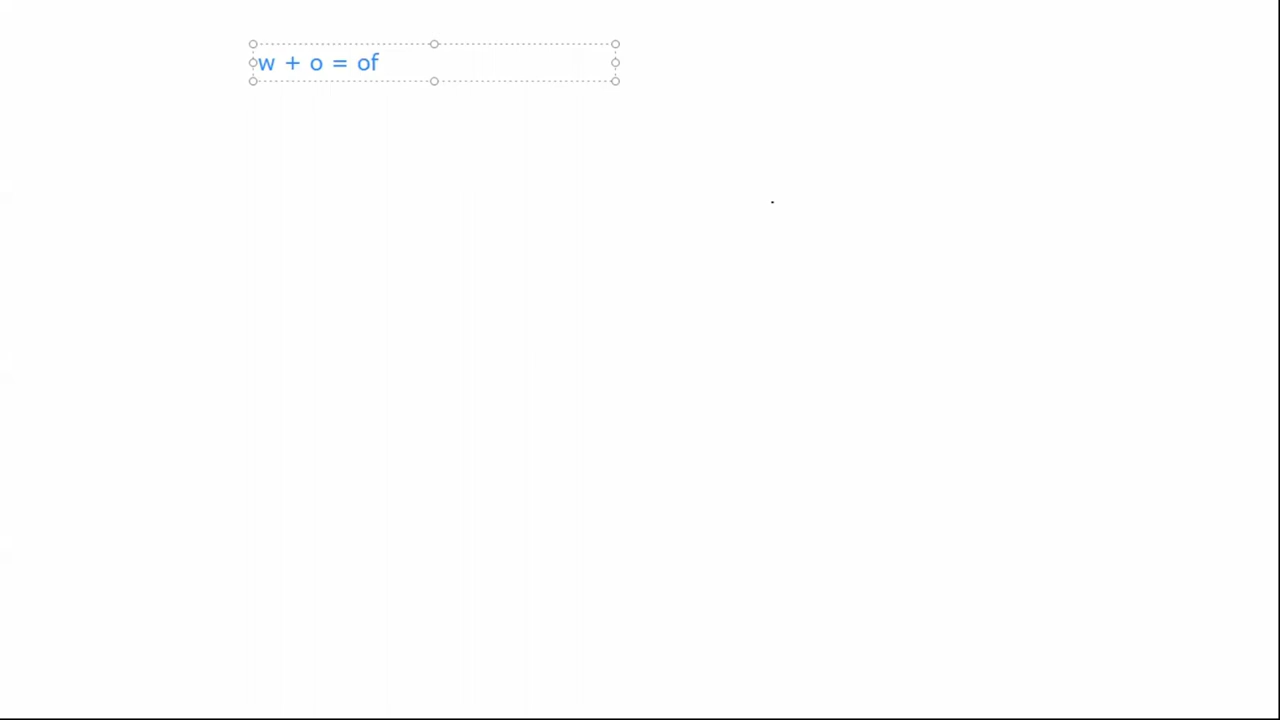 w + o = of